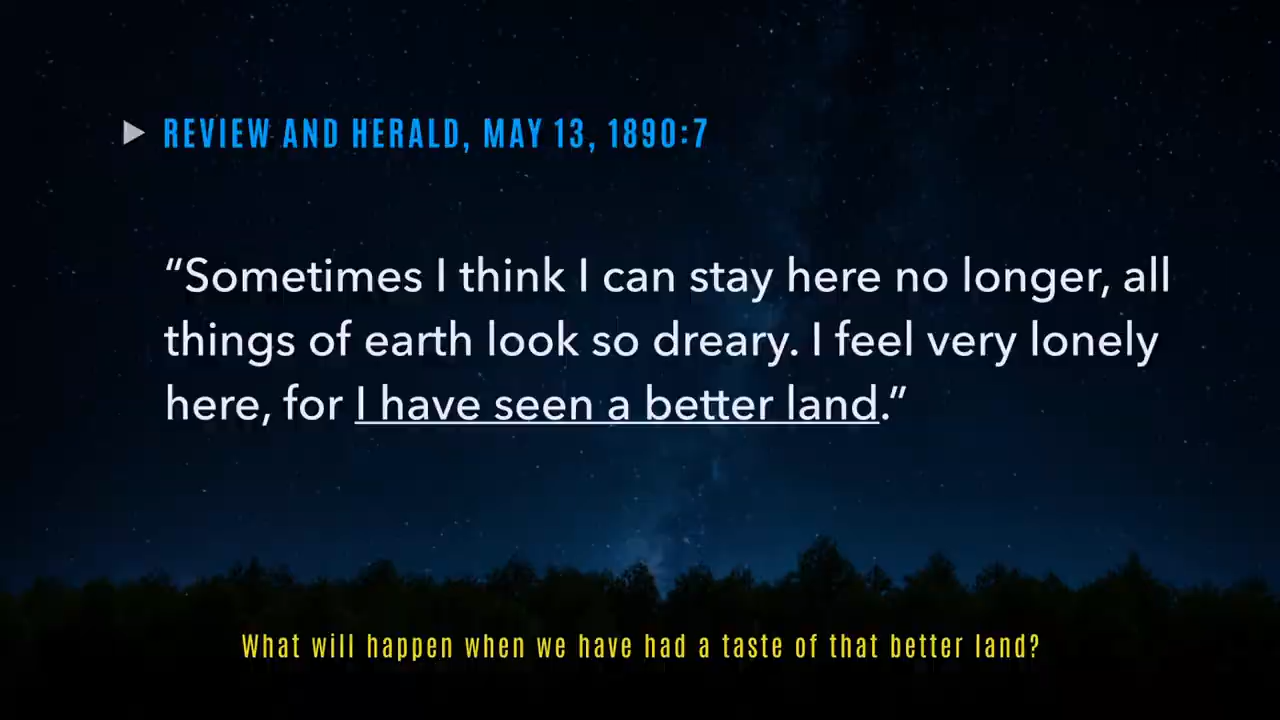 REVIEW AND HERALD, MAY 13, 1890:7
“Sometimes I think I can stay here no longer, all
things of earth look so dreary. I feel very lonely
here, for I have seen a better land.”
What will happen when we have had a taste of that better land?